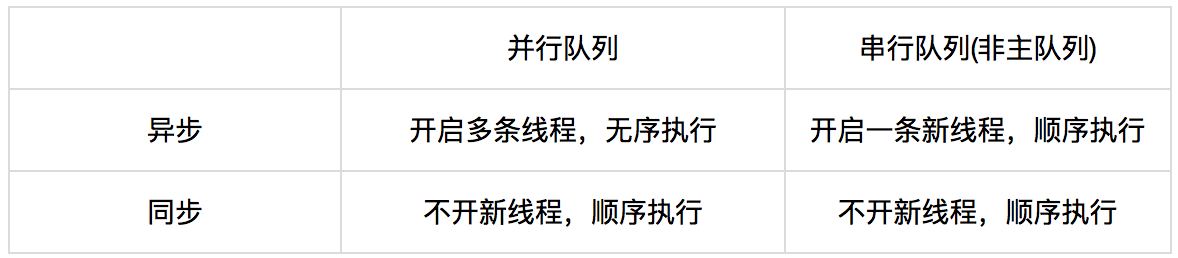 并行队列
串行队列(非主队列)
异步
开启多条线程，无序执行
开启一条新线程，顺序执行
同步
不开新线程，顺序执行
不开新线程，顺序执行